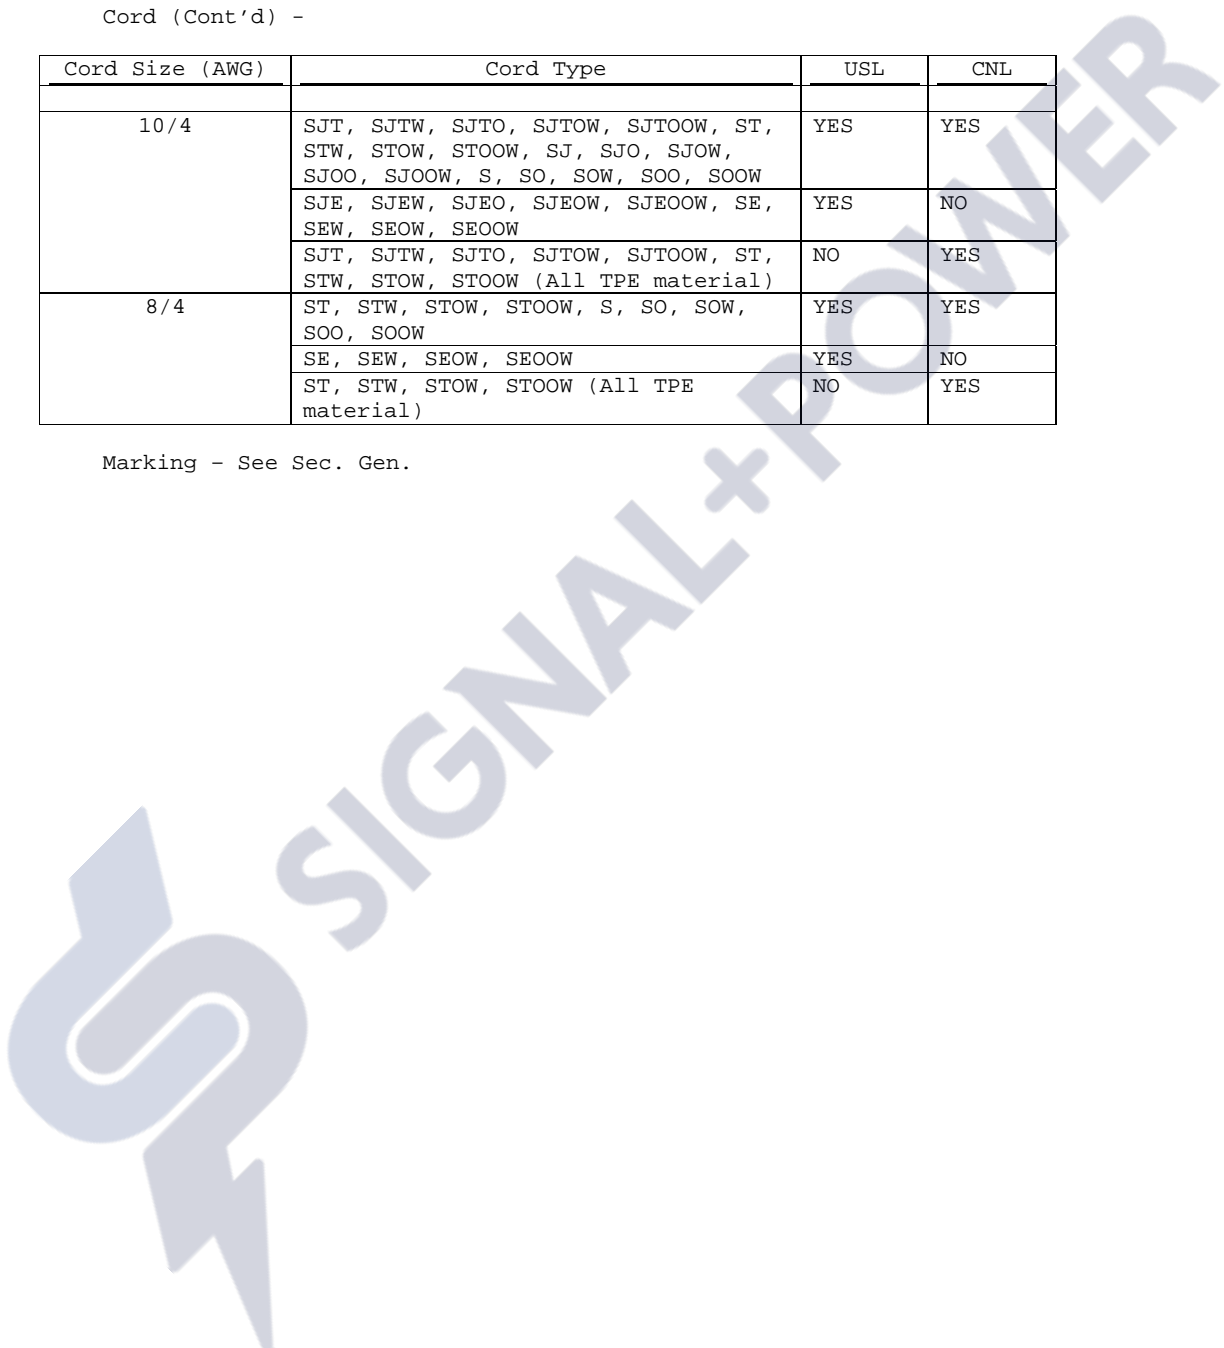 Cord (Cont’d) -
Cord Size (AWG) Cord Type USL CNL
10/4 SJT, SJTW, SJTO, SJTOW, SJTOOW, ST, YES YES
STW, STOW, STOOW, SJ, SJO, SJOW,
SJOO, SJOOW, S, SO, SOW, SOO, SOOW
SJE, SJEW, SJEO, SJEOW, SJEOOW, SE, YES NO
SEW, SEOW, SEOOW
SJT, SJTW, SJTO, SJTOW, SJTOOW, ST, NO YES
STW, STOW, STOOW (All TPE material)
8/4 ST, STW, STOW, STOOW, S, SO, SOW, YES YES
SOO, SOOW
SE, SEW, SEOW, SEOOW YES NO
ST, STW, STOW, STOOW (All TPE NO YES
material)
Marking – See Sec. Gen.
SIGNAL+POWER